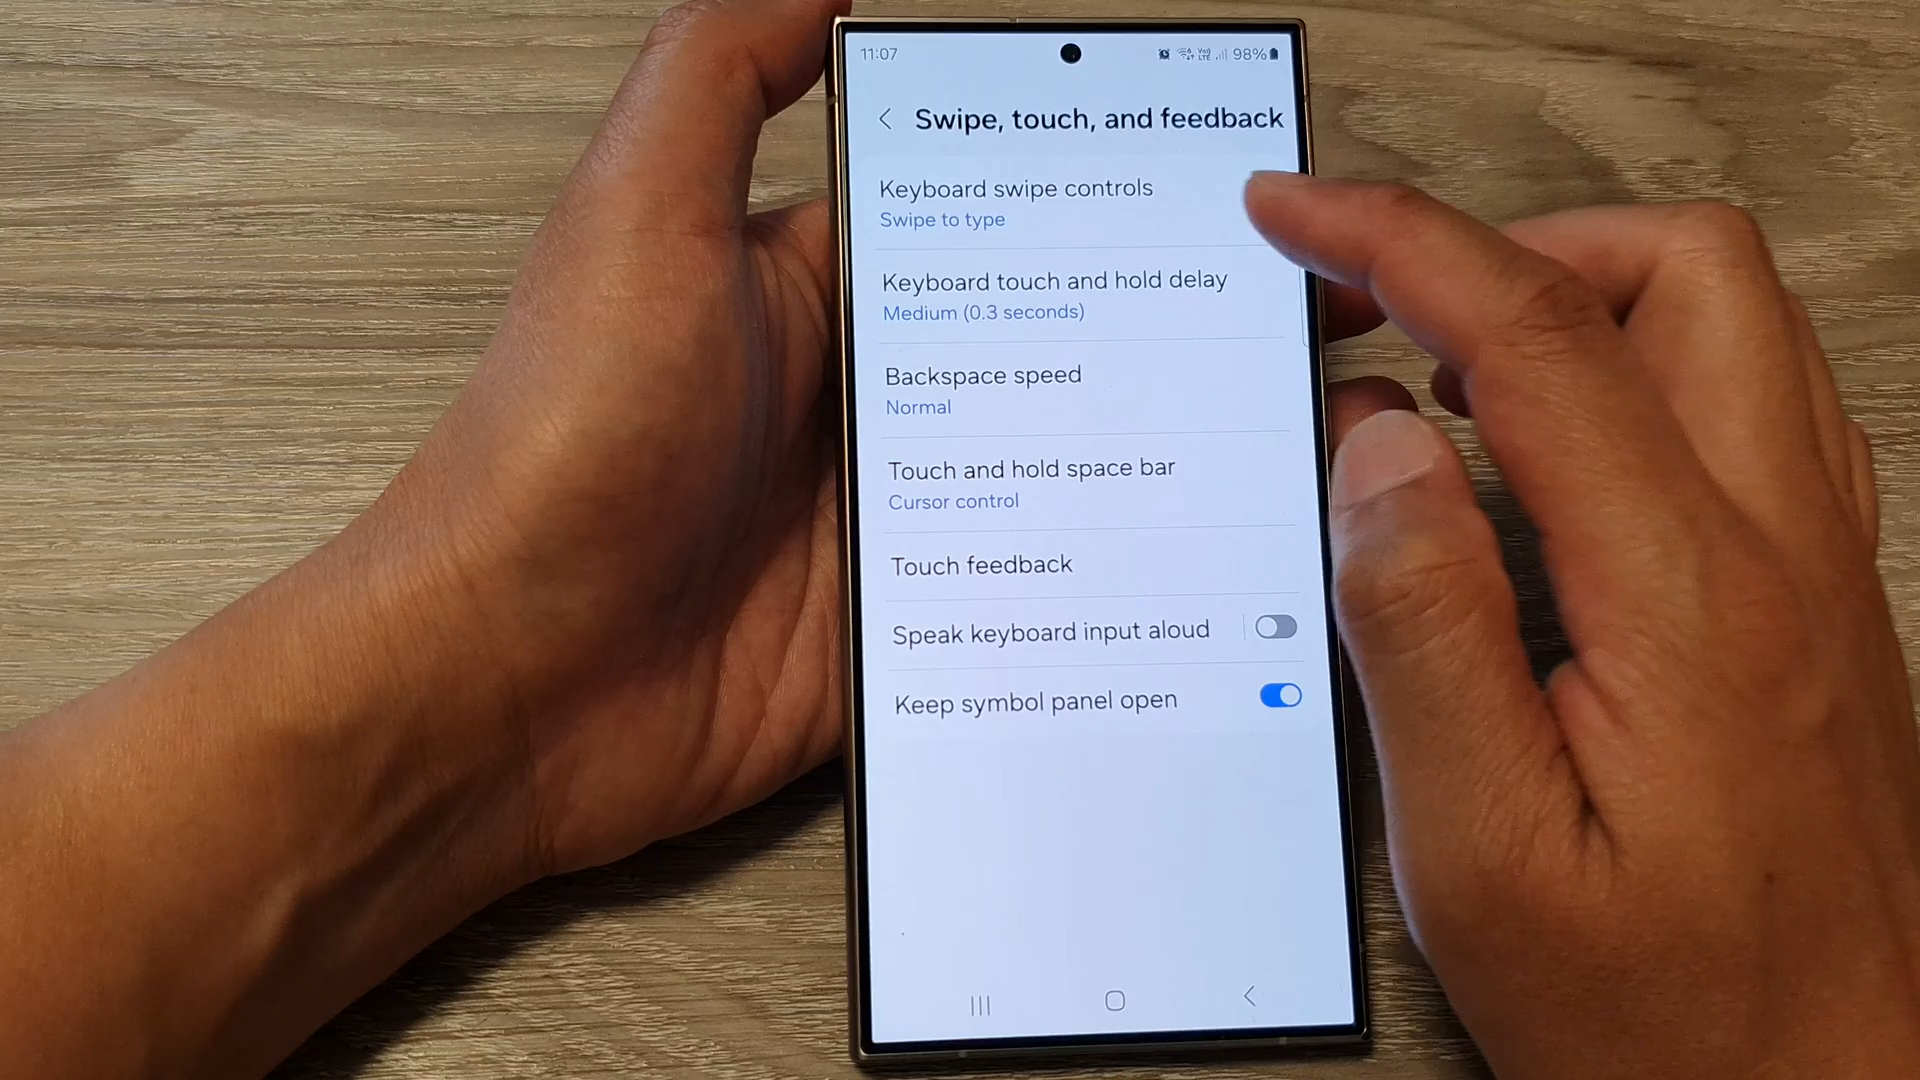 11:07
98%
Swipe, touch, and feedback
Keyboard swipe controls
Swipe to type
Keyboard touch and hold delay
Medium (0.3 seconds)
Backspace speed
Normal
Touch and hold space bar
Cursor control
Touch feedback
Speak keyboard input aloud
Keep symbol panel open